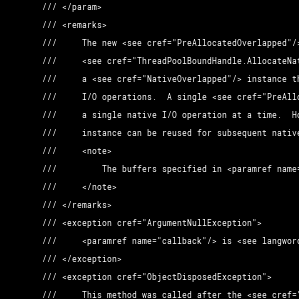 /// </param>
/// <remarks>
///     The new <see cref="PreAllocatedOverlapped"/>
///     <see cref="ThreadPoolBoundHandle.AllocateNat
///     a <see cref="NativeOverlapped"/> instance th
///     I/O operations.  A single <see cref="PreAllo
///     a single native I/O operation at a time.  Ho
///     instance can be reused for subsequent native
///     <note>
///         The buffers specified in <paramref name=
///     </note>
/// </remarks>
/// <exception cref="ArgumentNullException">
///     <paramref name="callback"/> is <see langword
/// </exception>
/// <exception cref="ObjectDisposedException">
///     This method was called after the <see cref="